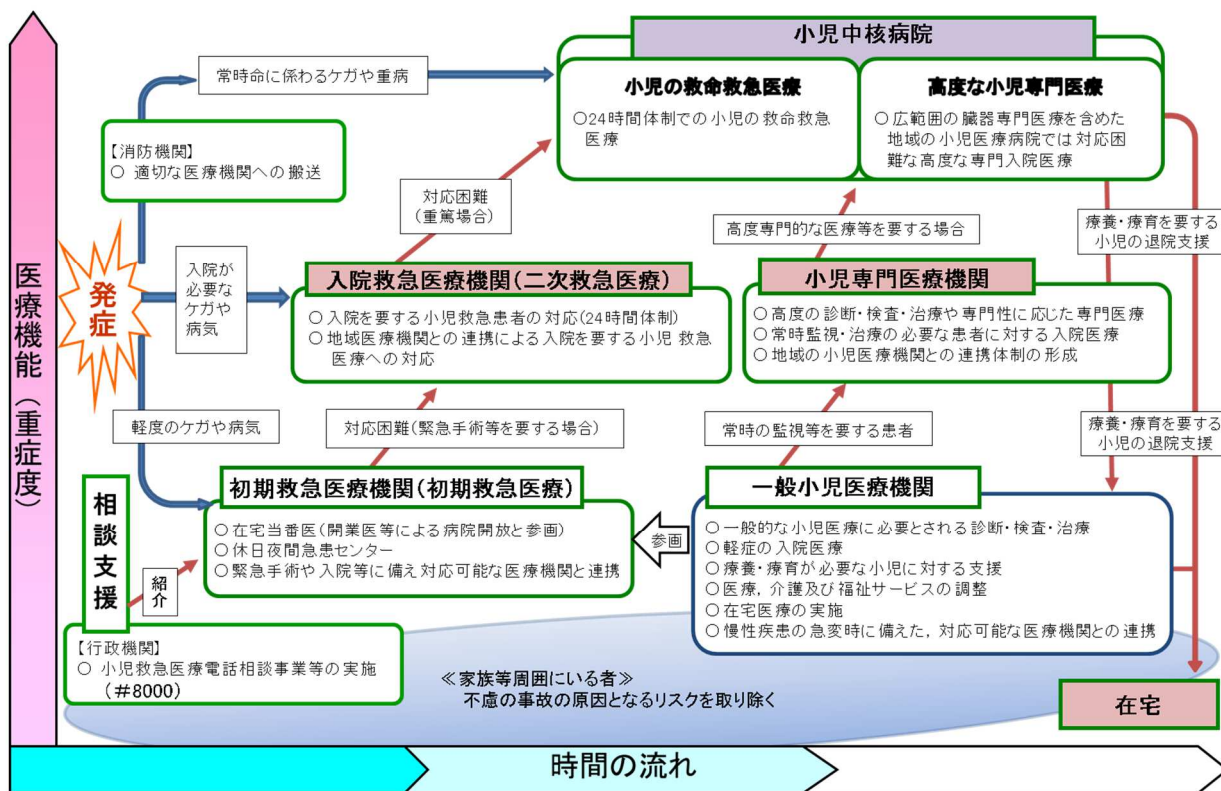 医療機能（重症度）
小児中核病院
小児の救命救急医療
○24時間体制での小児の救命救急
医療
高度な小児専門医療
○ 広範囲の臓器専門医療を含めた
地域の小児医療病院では対応困
難な高度な専門入院医療
常時命に係わるケガや重病
【消防機関】
○ 適切な医療機関への搬送
対応困難
(重篤場合)
高度専門的な医療等を要する場合
療養・療育を要する
小児の退院支援
発症
入院が
必要な
ケガや
病気
入院救急医療機関(二次救急医療)
○ 入院を要する小児救急患者の対応(24時間体制)
○ 地域医療機関との連携による入院を要する小児 救急
医療への対応
小児専門医療機関
○ 高度の診断・検査・治療や専門性に応じた専門医療
○ 常時監視・治療の必要な患者に対する入院医療
○ 地域の小児医療機関との連携体制の形成
軽度のケガや病気
対応困難(緊急手術等を要する場合)
常時の監視等を要する患者
療養・療育を要する
小児の退院支援
相談支援
紹介
初期救急医療機関(初期救急医療)
○ 在宅当番医(開業医等による病院開放と参画)
○ 休日夜間急患センター
○ 緊急手術や入院等に備え対応可能な医療機関と連携
参画
一般小児医療機関
○ 一般的な小児医療に必要とされる診断・検査・治療
○ 軽症の入院医療
○ 療養・療育が必要な小児に対する支援
○ 医療，介護及び福祉サービスの調整
○ 在宅医療の実施
○ 慢性疾患の急変時に備えた，対応可能な医療機関との連携
【行政機関】
○ 小児救急医療電話相談事業等の実施
(#8000)
≪家族等周囲にいる者≫
不慮の事故の原因となるリスクを取り除く
在宅
時間の流れ